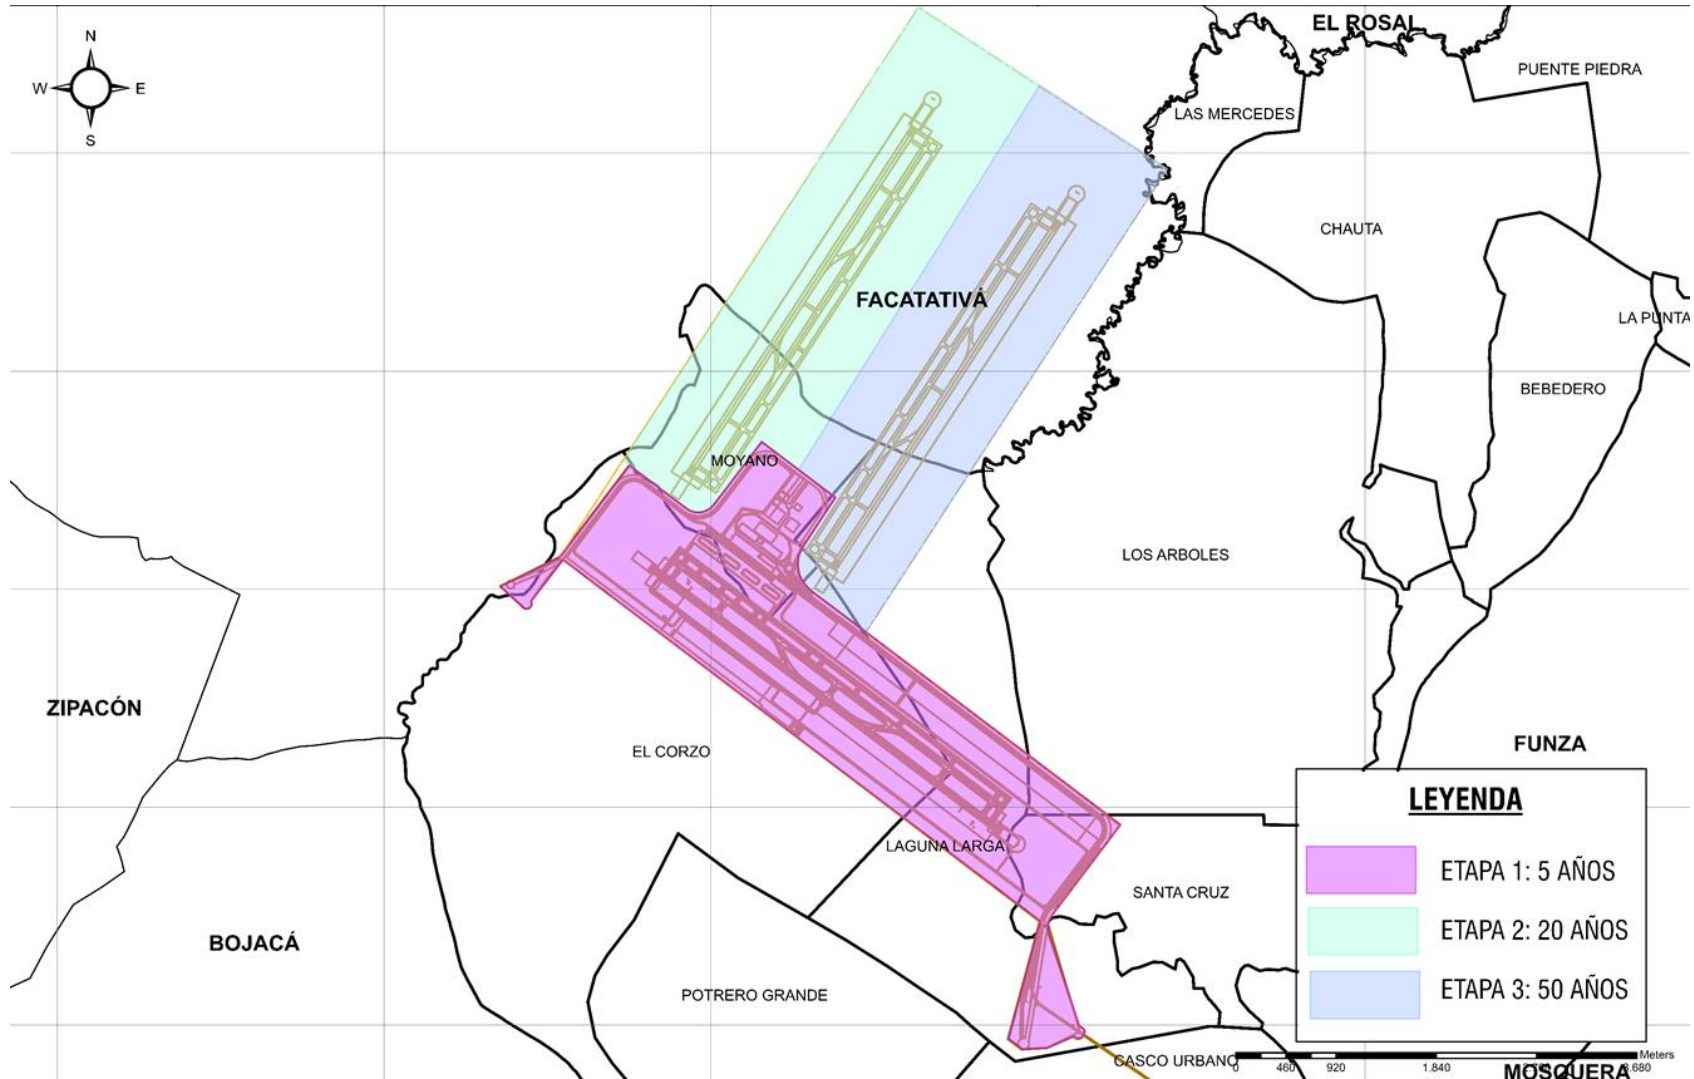 EL ROSAL
N
PUENTE PIEDRA
W
E
LAS MERCEDES
S
CHAUTA
FACATATIVÁ
LA PUNTA
BEBEDERO
MOYANO
LOS ARBOLES
ZIPACÓN
EL CORZO
FUNZA
LEYENDA
LAGUNA LARGA
ETAPA 1: 5 AÑOS
SANTA CRUZ
ETAPA 2: 20 AÑOS
BOJACÁ
ETAPA 3: 50 AÑOS
POTRERO GRANDE
CASCO URBANO
Meters
0 460 920 1.840
MOSQUERA